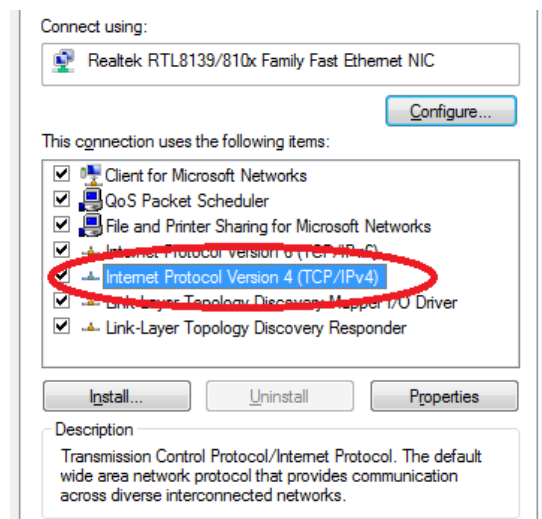 Connect using:
Realtek RTL8139/810x Family Fast Ethernet NIC
Configure...
This connection uses the following items:
Client for Microsoft Networks
QoS Packet Scheduler
File and Printer Sharing for Microsoft Networks
Internet Protocol Version 6 (TCP/IPv6)
Internet Protocol Version 4 (TCP/IPv4)
Link-Layer Topology Discovery Mapper I/O Driver
Link-Layer Topology Discovery Responder
Install...
Uninstall
Properties
Description
Transmission Control Protocol/Internet Protocol. The default
wide area network protocol that provides communication
across diverse interconnected networks.